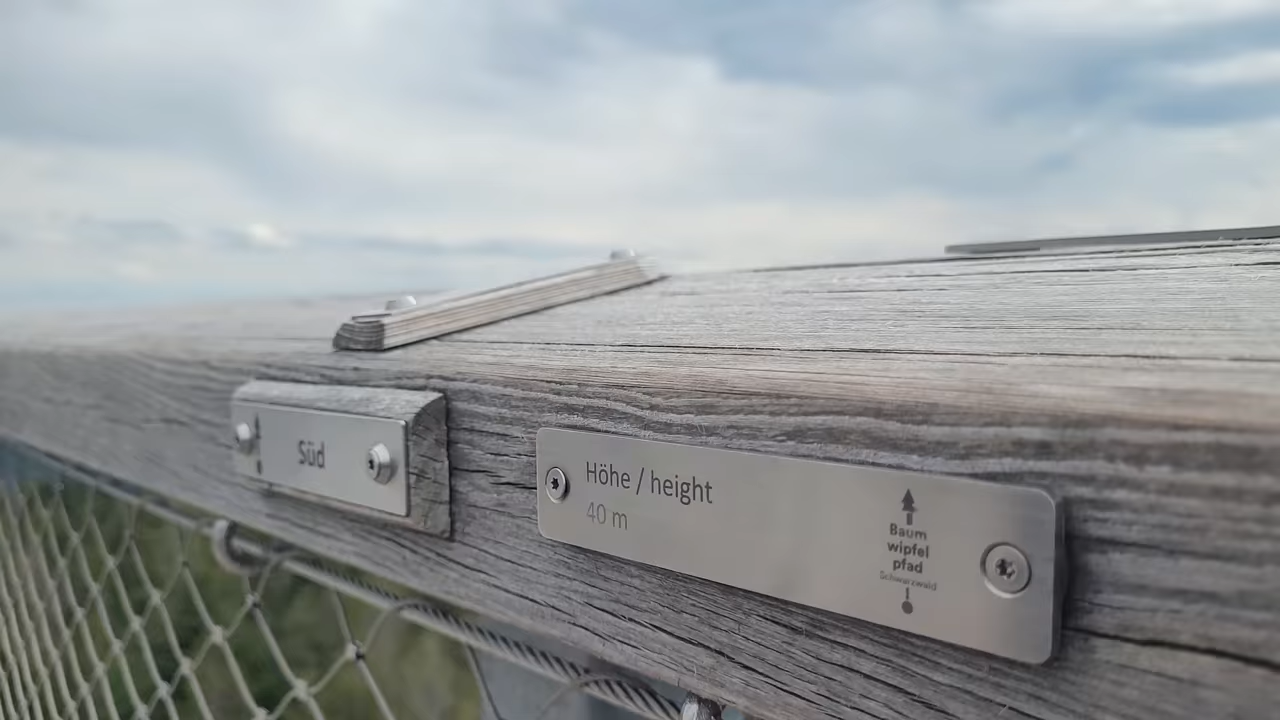 Süd
Höhe / height
40 m
Baum
wipfel
pfad
Schwarzwald